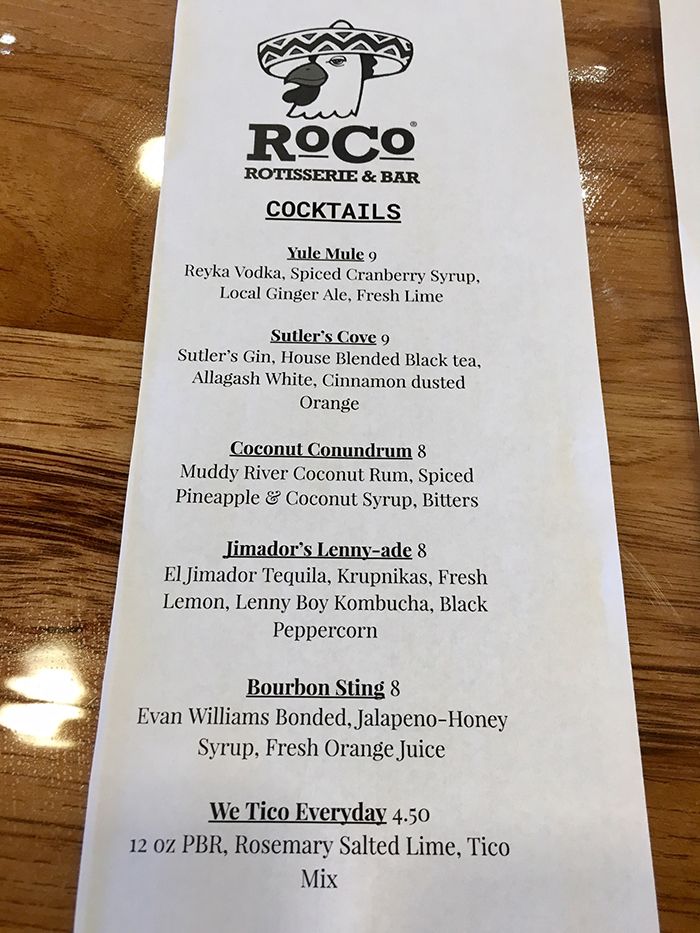 RoCo®
ROTISSERIE & BAR
COCKTAILS
Yule Mule 9
Reyka Vodka, Spiced Cranberry Syrup,
Local Ginger Ale, Fresh Lime
Sutler's Cove 9
Sutler's Gin, House Blended Black tea,
Allagash White, Cinnamon dusted
Orange
Coconut Conundrum 8
Muddy River Coconut Rum, Spiced
Pineapple & Coconut Syrup, Bitters
Jimador's Lenny-ade 8
El Jimador Tequila, Krupnikas, Fresh
Lemon, Lenny Boy Kombucha, Black
Peppercorn
Bourbon Sting 8
Evan Williams Bonded, Jalapeno-Honey
Syrup, Fresh Orange Juice
We Tico Everyday 4.50
12 oz PBR, Rosemary Salted Lime, Tico
Mix